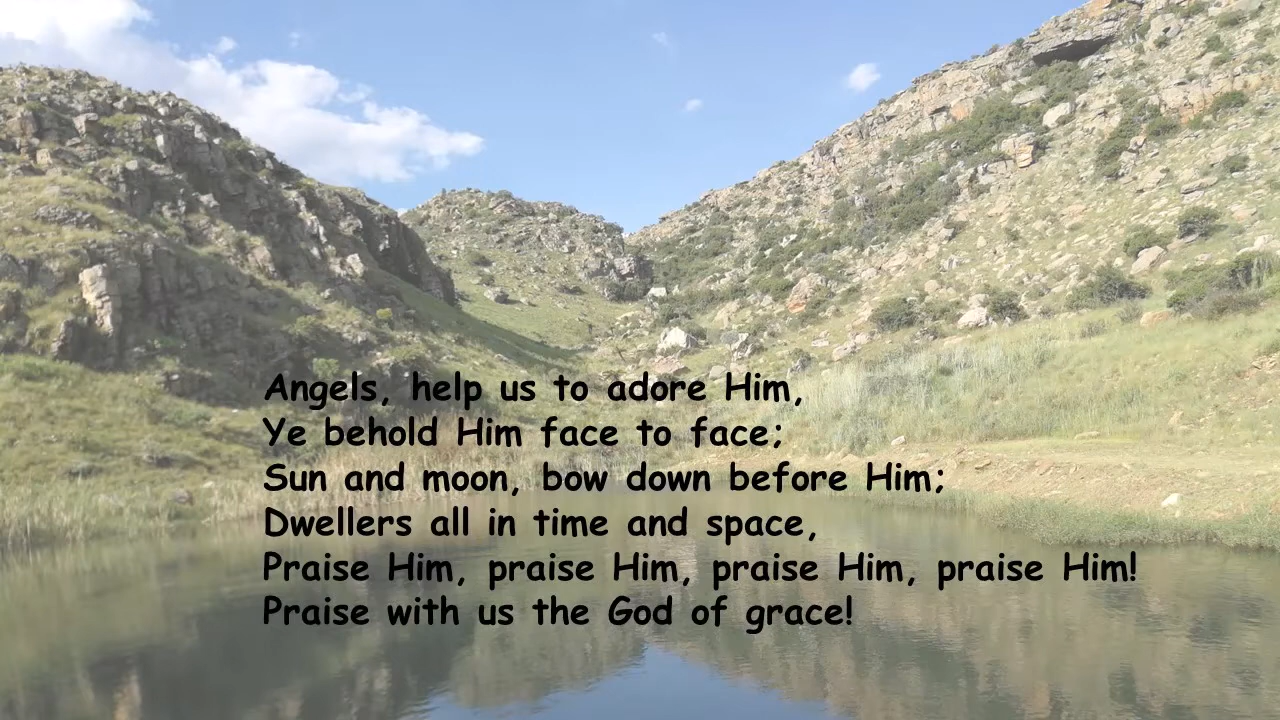 Angels, help us to adore Him,
Ye behold Him face to face;
Sun and moon, bow down before Him;
Dwellers all in time and space,
Praise Him, praise Him, praise Him, praise Him!
Praise with us the God of grace!